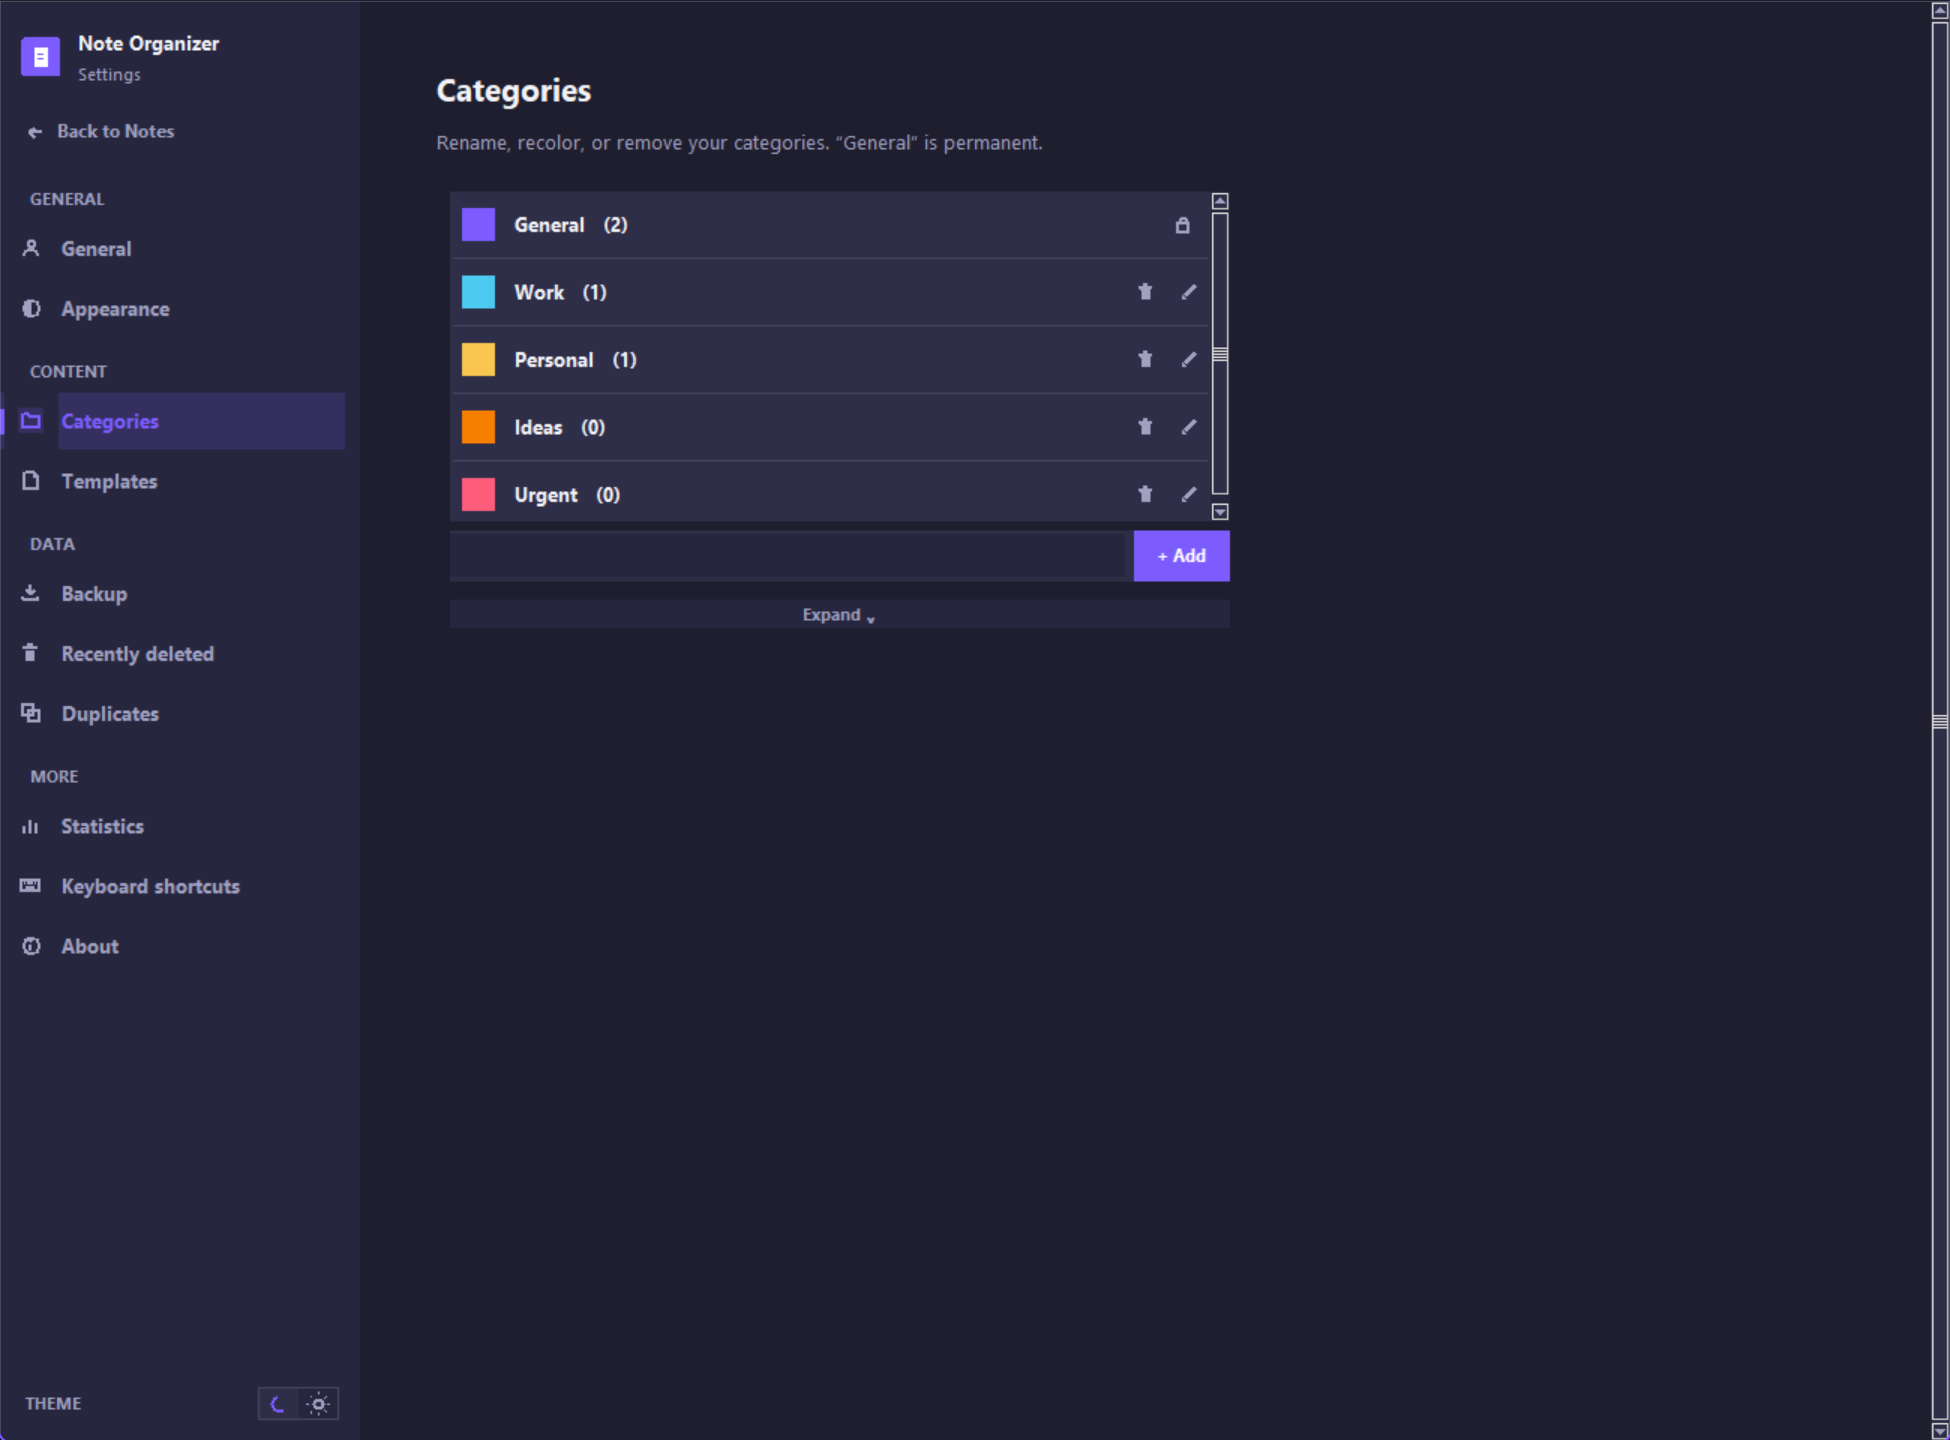 Note Organizer
Settings
Back to Notes
GENERAL
General
Appearance
CONTENT
Categories
Templates
DATA
Backup
Recently deleted
Duplicates
MORE
Statistics
Keyboard shortcuts
About
THEME
Categories
Rename, recolor, or remove your categories. "General" is permanent.
General (2)
Work (1)
Personal (1)
Ideas (0)
Urgent (0)
+ Add
Expand